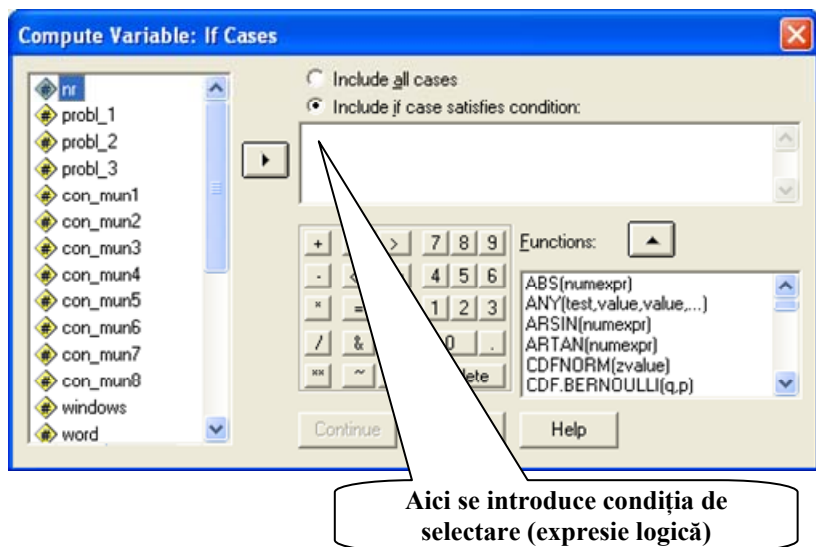 Compute Variable: If Cases
nr
probl_1
probl_2
probl_3
con_mun1
con_mun2
con_mun3
con_mun4
con_mun5
con_mun6
con_mun7
con_mun8
windows
word
Include all cases
Include if case satisfies condition:
+ > 7 8 9
- < 4 5 6
* = 1 2 3
/ & 0 .
** ~
Functions:
ABS(numexpr)
ANY(test,value,value,...)
ARSIN(numexpr)
ARTAN(numexpr)
CDFNORM(zvalue)
CDF.BERNOULLI(q,p)
Continue
Help
Aici se introduce condiția de
selectare (expresie logică)